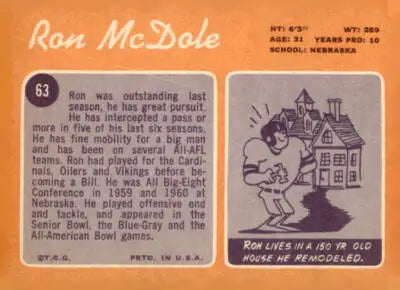 Ron McDole
HT: 6'3" WT: 269
AGE: 31 YEARS PRO: 10
SCHOOL: NEBRASKA
63
Ron was outstanding last
season, he has great pursuit.
He has intercepted a pass or
more in five of his last six seasons.
He has fine mobility for a big man
and has been on several All-AFL
teams. Ron had played for the Cardi-
nals, Oilers and Vikings before be-
coming a Bill. He was All Big-Eight
Conference in 1959 and 1960 at
Nebraska. He played offensive end
and tackle, and appeared in the
Senior Bowl, the Blue-Gray and the
All-American Bowl games.
©T.C.G. PRTD. IN U.S.A.
RON LIVES IN A 150 YR OLD
HOUSE HE REMODELED.